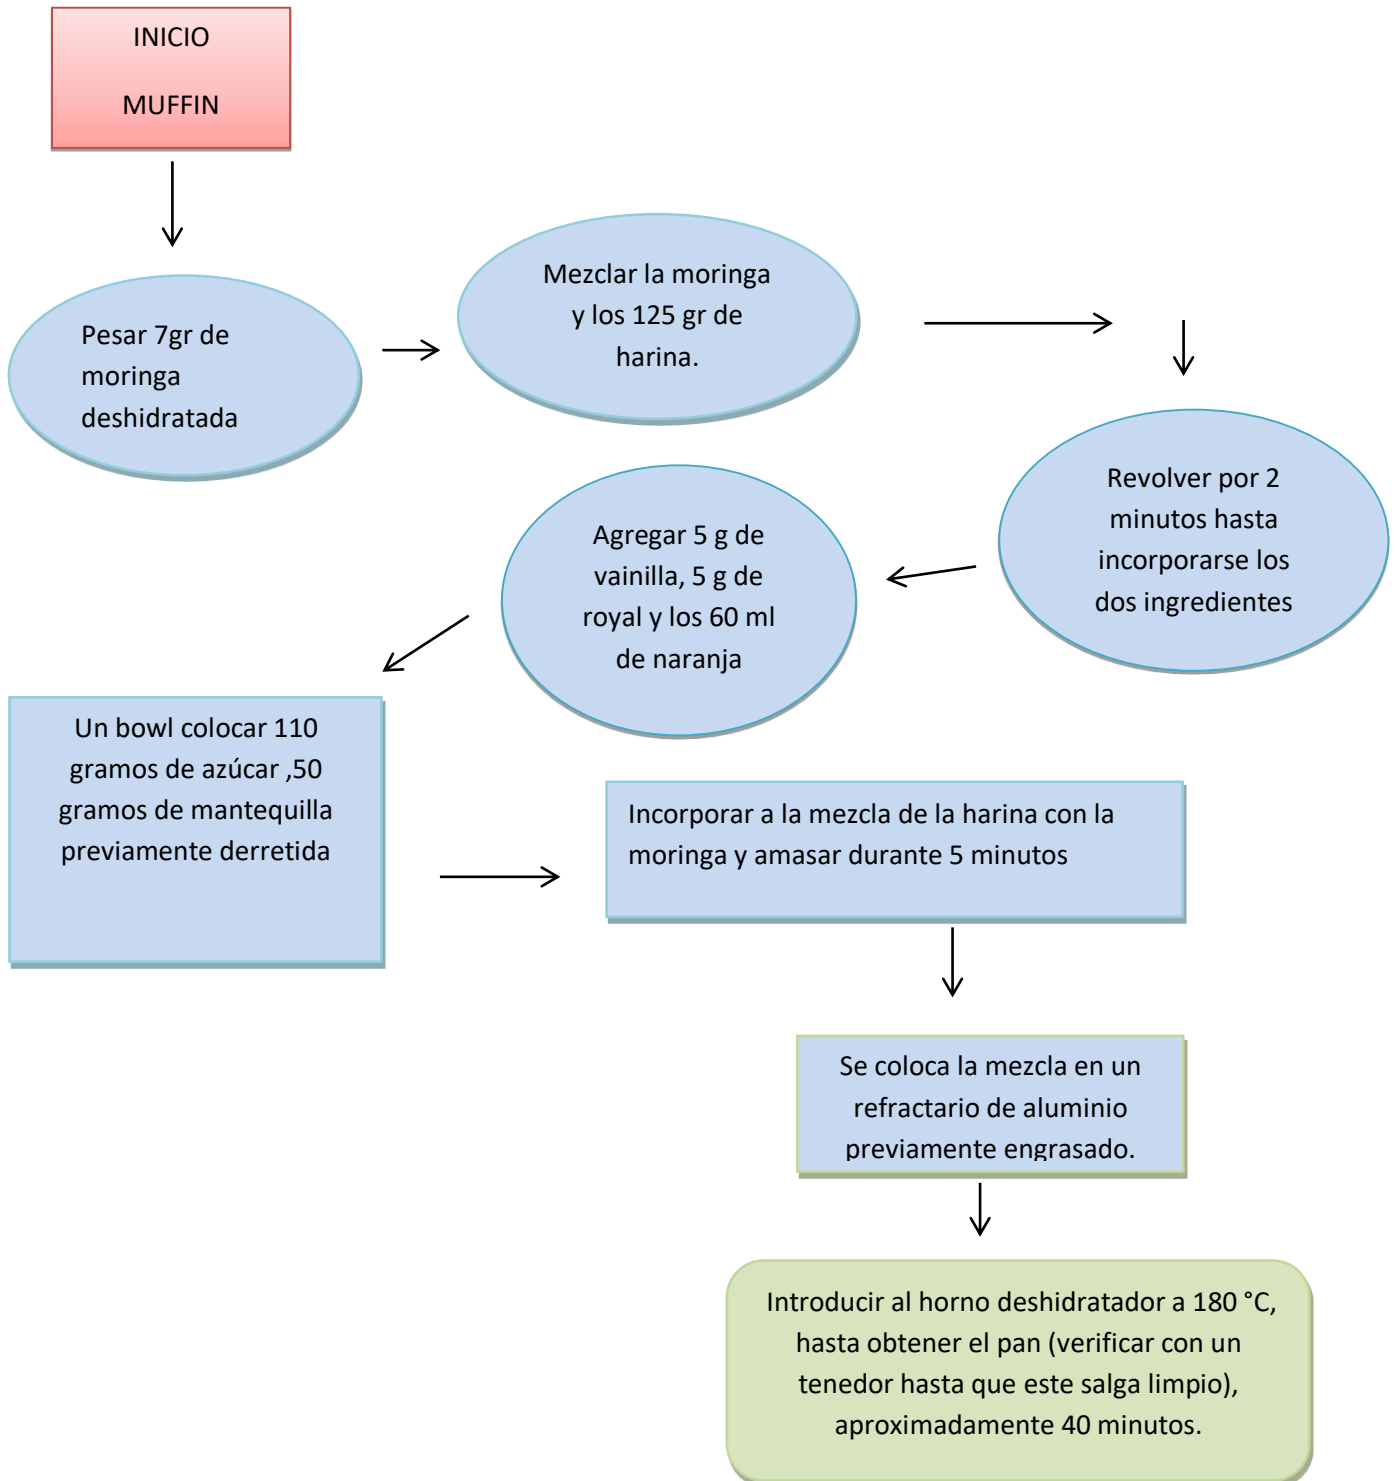 INICIO
MUFFIN
Pesar 7gr de
moringa
deshidratada
Mezclar la moringa
y los 125 gr de
harina.
Revolver por 2
minutos hasta
incorporarse los
dos ingredientes
Agregar 5 g de
vainilla, 5 g de
royal y los 60 ml
de naranja
Un bowl colocar 110
gramos de azúcar ,50
gramos de mantequilla
previamente derretida
Incorporar a la mezcla de la harina con la
moringa y amasar durante 5 minutos
Se coloca la mezcla en un
refractario de aluminio
previamente engrasado.
Introducir al horno deshidratador a 180 °C,
hasta obtener el pan (verificar con un
tenedor hasta que este salga limpio),
aproximadamente 40 minutos.